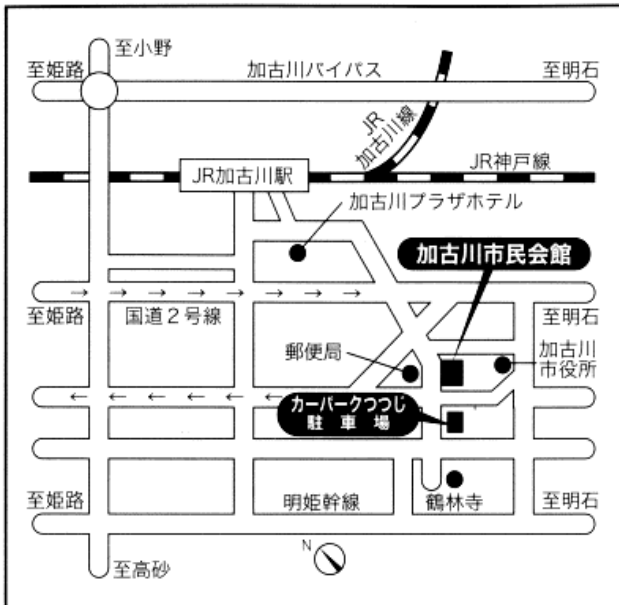 至小野
至姫路
加古川バイパス
至明石
JR
加古川線
JR神戸線
JR加古川駅
加古川プラザホテル
加古川市民会館
→ → → → → → → →
至姫路
国道2号線
至明石
郵便局
加古川
市役所
← ← ← ← ← ← ←
カーパークつつじ
駐車場
至姫路
明姫幹線
鶴林寺
至明石
N
至高砂